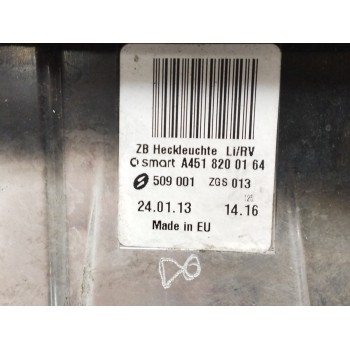 ZB Heckleuchte Li/RV
smart A451 820 01 64
509 001 ZGS 013
125
24.01.13 14.16
Made in EU